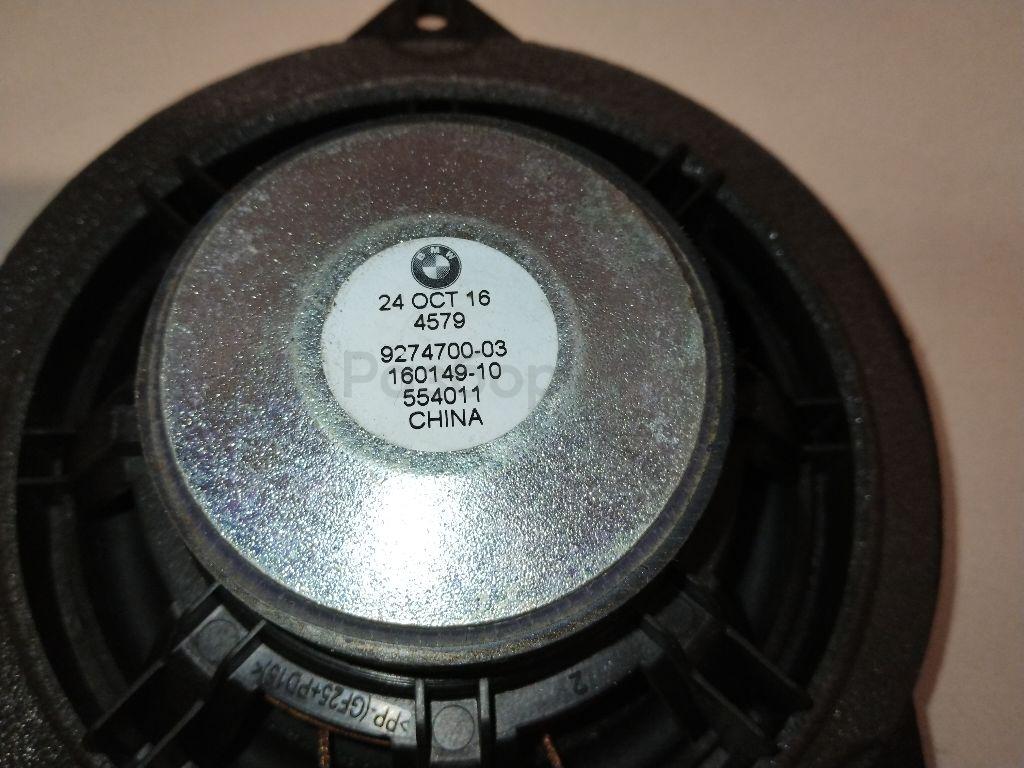 BMW
24 OCT 16
4579
9274700-03
160149-10
554011
CHINA
>PP-(GF25+PD15)<
2